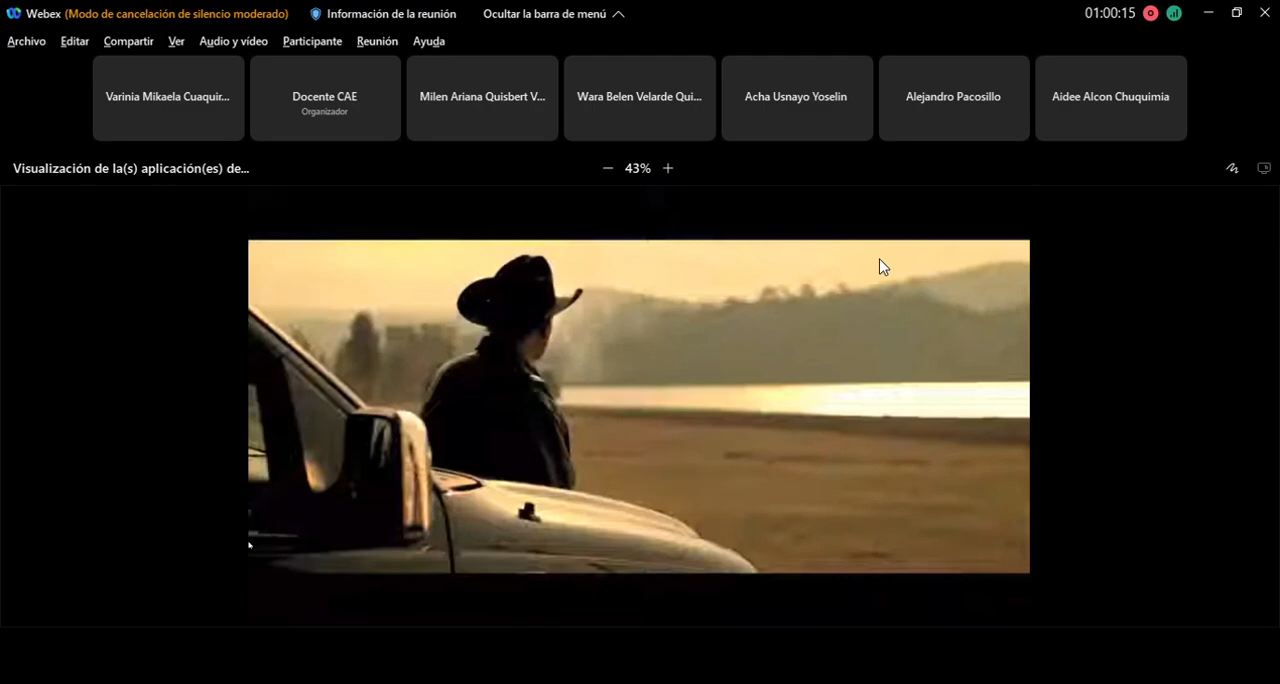 Webex (Modo de cancelación de silencio moderado) Información de la reunión Ocultar la barra de menú 01:00:15
Archivo Editar Compartir Ver Audio y vídeo Participante Reunión Ayuda
Varinia Mikaela Cuaquir... Docente CAE Milen Ariana Quisbert V... Wara Belen Velarde Qui... Acha Usnayo Yoselin Alejandro Pacosillo Aidee Alcon Chuquimia
Organizador
Visualización de la(s) aplicación(es) de... 43%